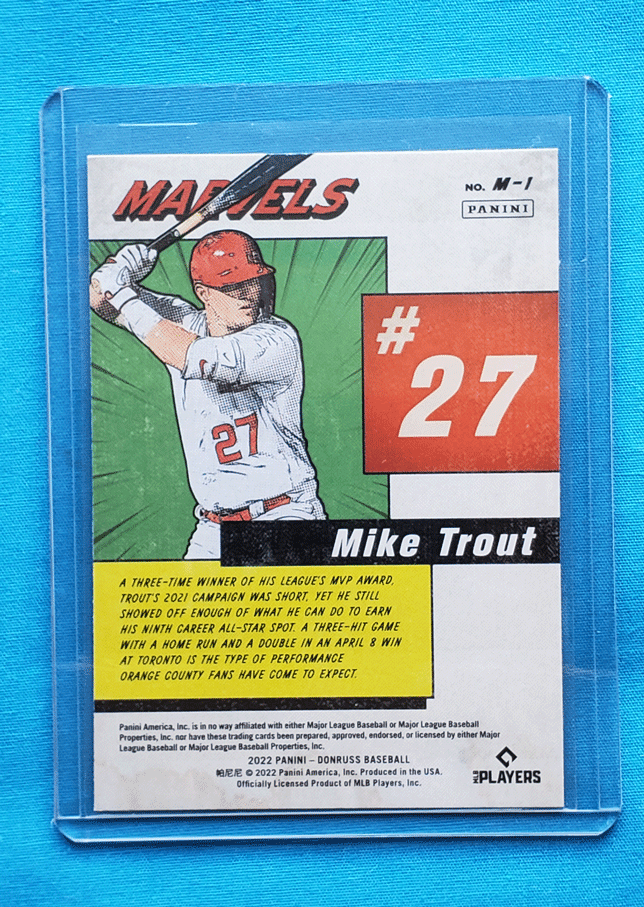 MARVELS
NO. M-1
PANINI
#
27
27
Mike Trout
A THREE-TIME WINNER OF HIS LEAGUE'S MVP AWARD,
TROUT'S 2021 CAMPAIGN WAS SHORT, YET HE STILL
SHOWED OFF ENOUGH OF WHAT HE CAN DO TO EARN
HIS NINTH CAREER ALL-STAR SPOT. A THREE-HIT GAME
WITH A HOME RUN AND A DOUBLE IN AN APRIL 8 WIN
AT TORONTO IS THE TYPE OF PERFORMANCE
ORANGE COUNTY FANS HAVE COME TO EXPECT.
Panini America, Inc. is in no way affiliated with either Major League Baseball or Major League Baseball
Properties, Inc. nor have these trading cards been prepared, approved, endorsed, or licensed by either Major
League Baseball or Major League Baseball Properties, Inc.
2022 PANINI – DONRUSS BASEBALL
帕尼尼 © 2022 Panini America, Inc. Produced in the USA.
Officially Licensed Product of MLB Players, Inc.
MLB PLAYERS